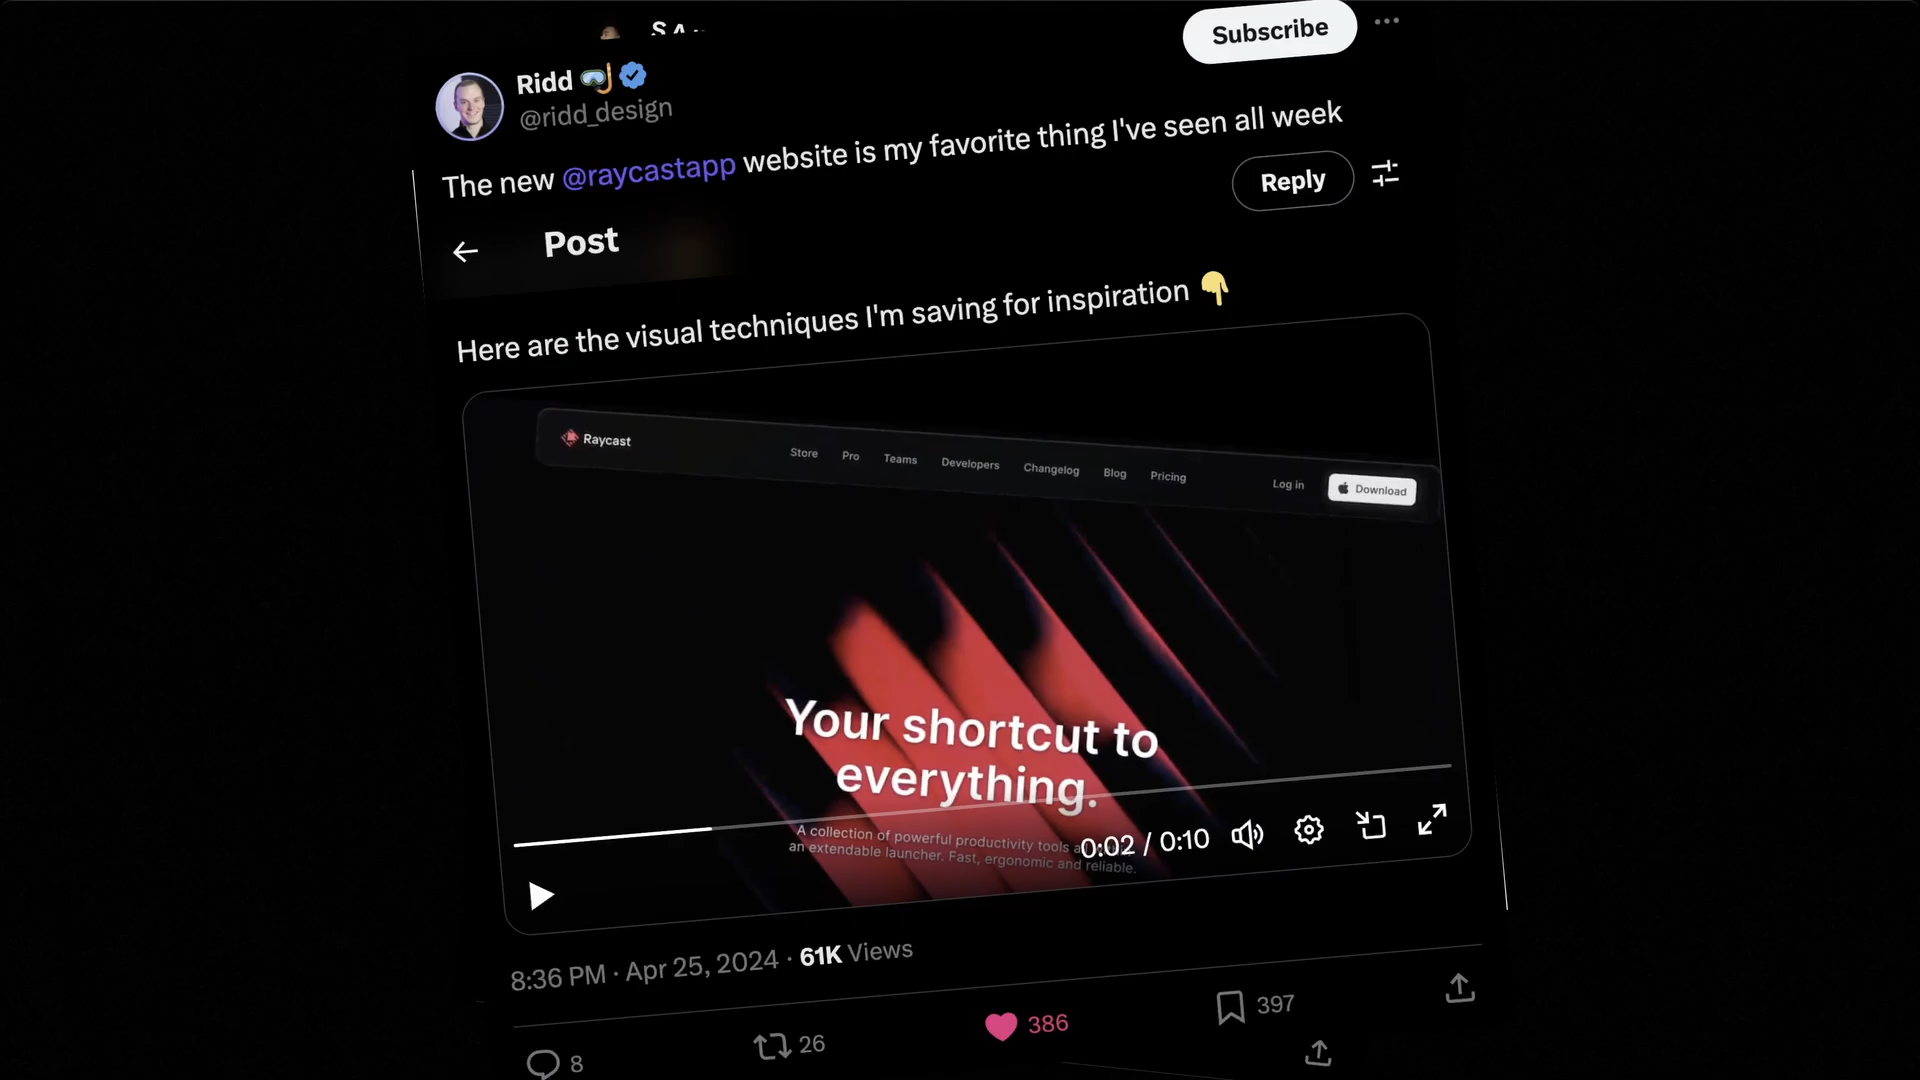 Subscribe
Ridd
@ridd_design
The new @raycastapp website is my favorite thing I've seen all week
Reply
Post
Here are the visual techniques I'm saving for inspiration
Raycast
Store Pro Teams Developers Changelog Blog Pricing Log in Download
Your shortcut to
everything.
A collection of powerful productivity tools
an extendable launcher. Fast, ergonomic and reliable.
0:02 / 0:10
8:36 PM · Apr 25, 2024 · 61K Views
8 26 386 397